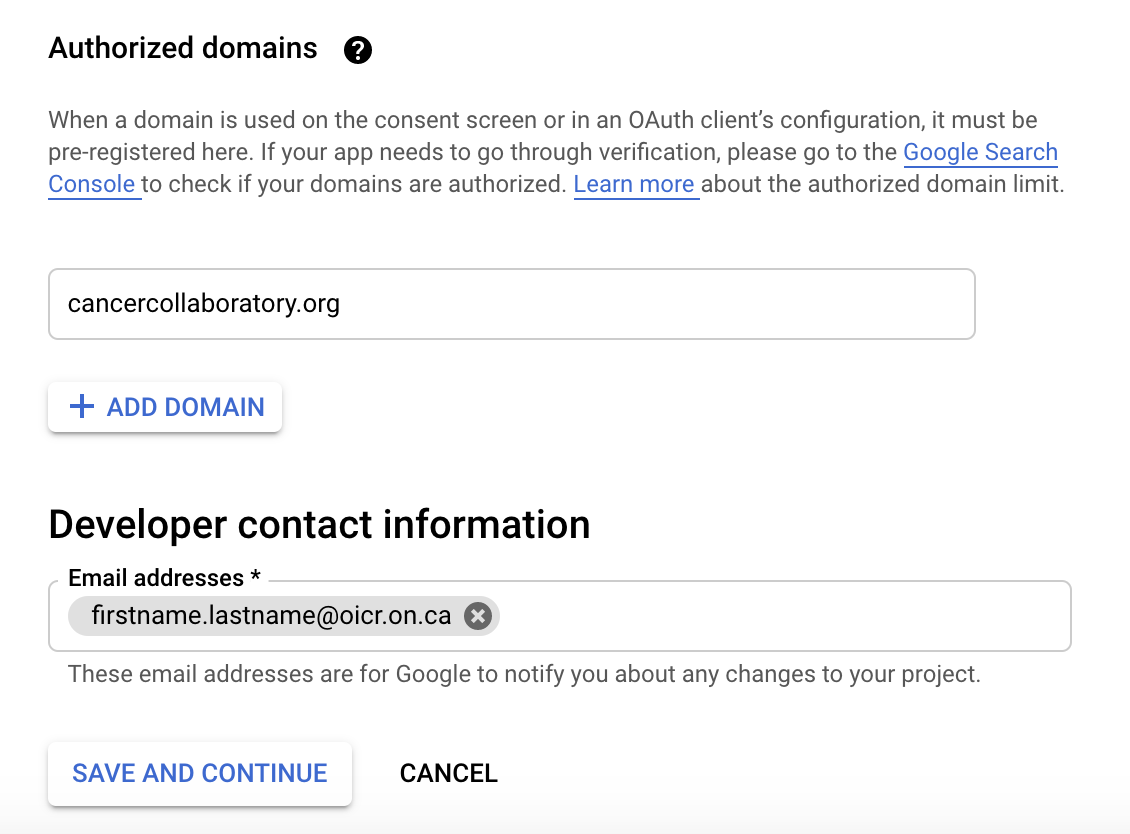 Authorized domains
When a domain is used on the consent screen or in an OAuth client’s configuration, it must be
pre-registered here. If your app needs to go through verification, please go to the Google Search
Console to check if your domains are authorized. Learn more about the authorized domain limit.
cancercollaboratory.org
ADD DOMAIN
Developer contact information
Email addresses *
firstname.lastname@oicr.on.ca
These email addresses are for Google to notify you about any changes to your project.
SAVE AND CONTINUE CANCEL